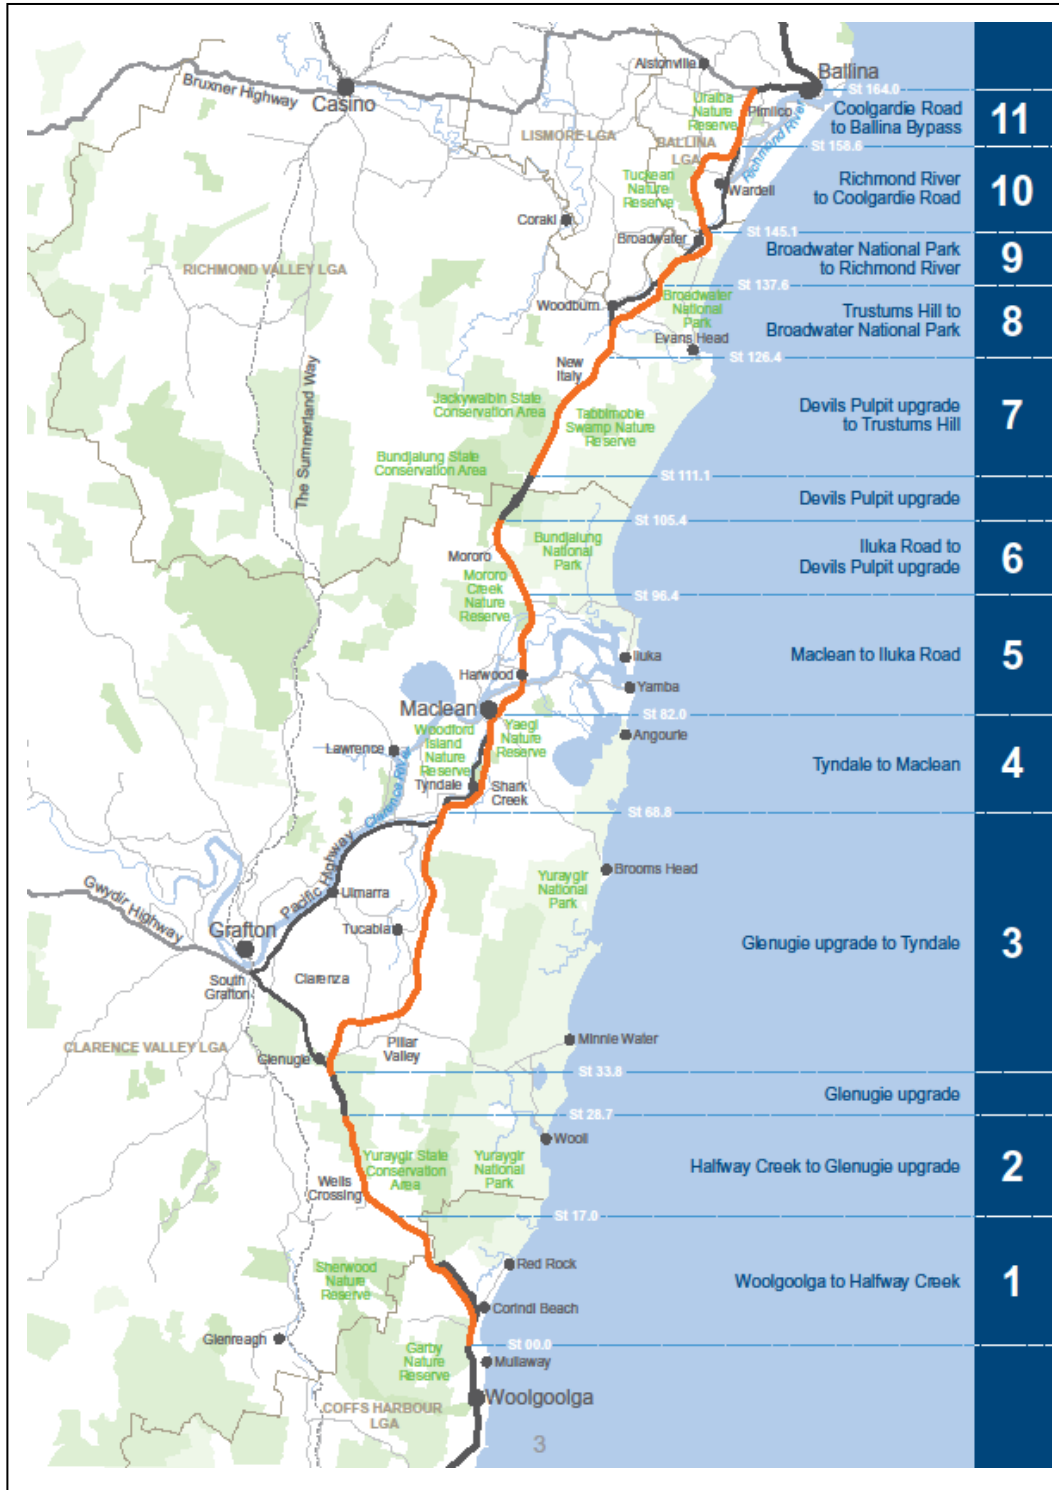 Alstonville
Ballina
Bruxner Highway
Casino
St 164.0
Uralba
Nature
Reserve
Pimlico
Coolgardie Road
to Ballina Bypass
11
LISMORE LGA
BALLINA
LGA
Richmond River
St 158.6
Tuckean
Nature
Reserve
Wardell
Richmond River
to Coolgardie Road
10
Coraki
Broadwater
St 145.1
Broadwater National Park
to Richmond River
9
RICHMOND VALLEY LGA
St 137.6
Woodburn
Broadwater
National
Park
Trustums Hill to
Broadwater National Park
8
Evans Head
St 126.4
New
Italy
The Summerland Way
Jackywalbin State
Conservation Area
Tabbimoble
Swamp Nature
Reserve
Devils Pulpit upgrade
to Trustums Hill
7
Bundjalung State
Conservation Area
St 111.1
Devils Pulpit upgrade
St 105.4
Bundjalung
National
Park
Mororo
Iluka Road to
Devils Pulpit upgrade
6
Mororo
Creek
Nature
Reserve
St 96.4
Iluka
Maclean to Iluka Road
5
Harwood
Yamba
Maclean
St 82.0
Woodford
Island
Nature
Reserve
Yaegl
Nature
Reserve
Angourie
Lawrence
Clarence River
Tyndale
Shark
Creek
Tyndale to Maclean
4
St 68.8
Pacific Highway
Brooms Head
Gwydir Highway
Ulmarra
Yuraygir
National
Park
Grafton
Tucabia
Glenugie upgrade to Tyndale
3
South
Grafton
Clarenza
CLARENCE VALLEY LGA
Pillar
Valley
Minnie Water
Glenugie
St 33.8
Glenugie upgrade
St 28.7
Wooli
Yuraygir State
Conservation
Area
Yuraygir
National
Park
Halfway Creek to Glenugie upgrade
2
Wells
Crossing
St 17.0
Sherwood
Nature
Reserve
Red Rock
Woolgoolga to Halfway Creek
1
Corindi Beach
Glenreagh
St 00.0
Garby
Nature
Reserve
Mullaway
Woolgoolga
COFFS HARBOUR
LGA
3